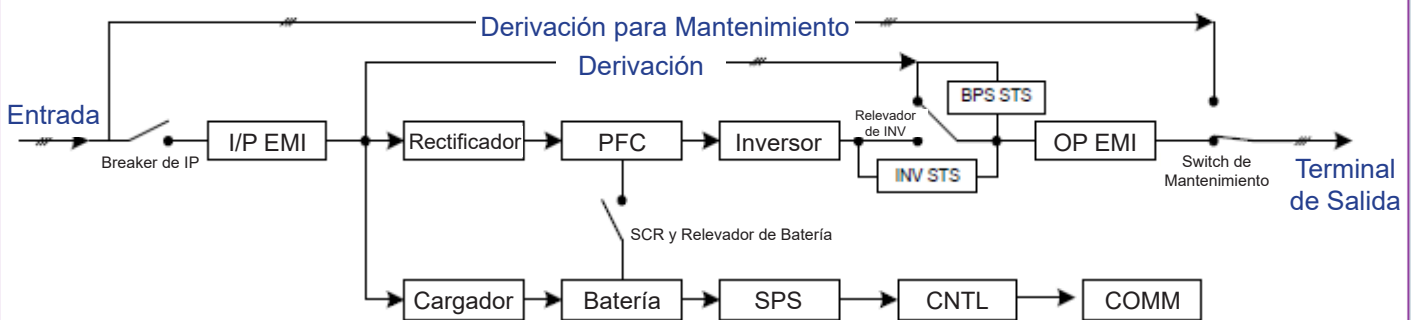 Derivación para Mantenimiento
Derivación
BPS STS
Entrada
Relevador
de INV
I/P EMI
Rectificador
PFC
Inversor
OP EMI
Breaker de IP
INV STS
Switch de
Mantenimiento
Terminal
de Salida
SCR y Relevador de Batería
Cargador
Batería
SPS
CNTL
COMM